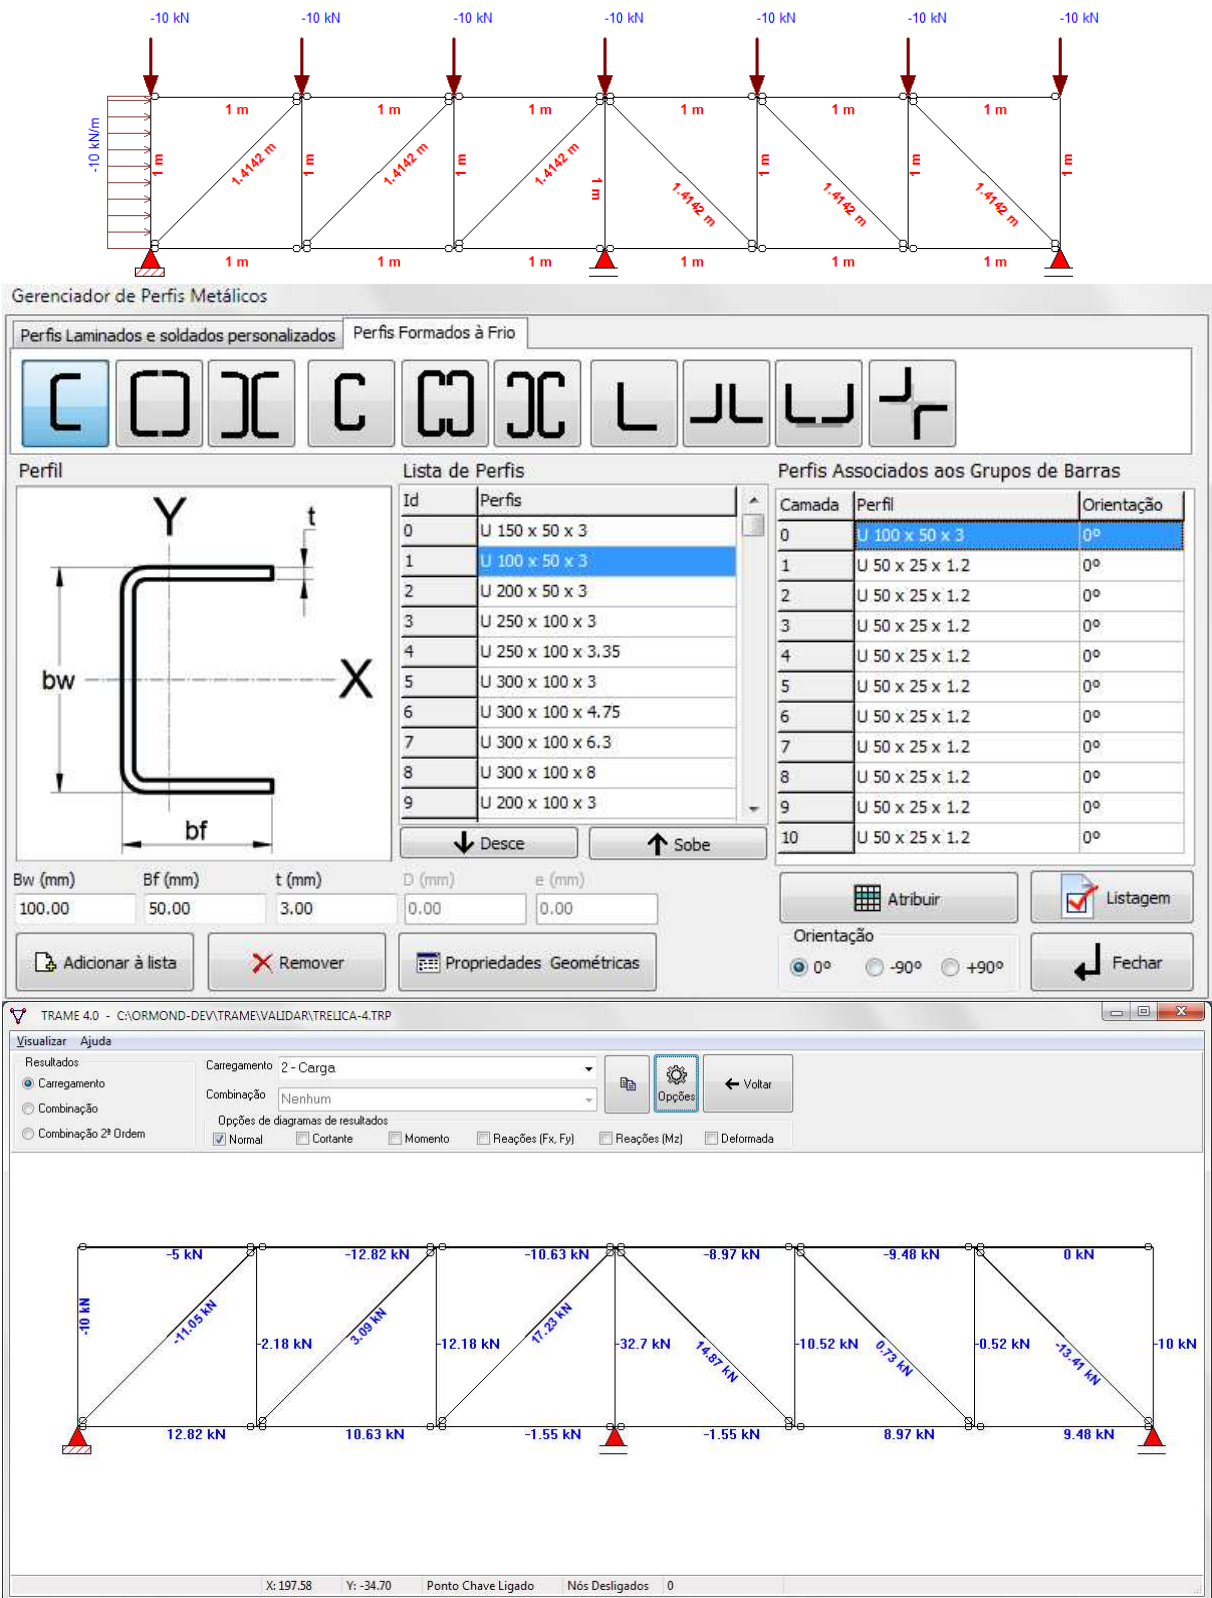 -10 kN -10 kN -10 kN -10 kN -10 kN -10 kN -10 kN
1 m 1 m 1 m 1 m 1 m 1 m
-10 kN/m
1 m 1.4142 m 1 m 1.4142 m 1 m 1.4142 m 1 m 1.4142 m 1 m 1.4142 m 1 m 1.4142 m 1 m
1 m 1 m 1 m 1 m 1 m 1 m
Gerenciador de Perfis Metálicos
Perfis Laminados e soldados personalizados Perfis Formados à Frio
Perfil Lista de Perfis Perfis Associados aos Grupos de Barras
Id Perfis Camada Perfil Orientação
0 U 150 x 50 x 3 0 U 100 x 50 x 3 0º
1 U 100 x 50 x 3 1 U 50 x 25 x 1.2 0º
2 U 200 x 50 x 3 2 U 50 x 25 x 1.2 0º
3 U 250 x 100 x 3 3 U 50 x 25 x 1.2 0º
4 U 250 x 100 x 3.35 4 U 50 x 25 x 1.2 0º
5 U 300 x 100 x 3 5 U 50 x 25 x 1.2 0º
6 U 300 x 100 x 4.75 6 U 50 x 25 x 1.2 0º
7 U 300 x 100 x 6.3 7 U 50 x 25 x 1.2 0º
8 U 300 x 100 x 8 8 U 50 x 25 x 1.2 0º
9 U 200 x 100 x 3 9 U 50 x 25 x 1.2 0º
10 U 50 x 25 x 1.2 0º
Y t
bw X
bf
Desce Sobe
Bw (mm) Bf (mm) t (mm) D (mm) e (mm)
100.00 50.00 3.00 0.00 0.00
Atribuir Listagem
Adicionar à lista Remover Propriedades Geométricas
Orientação
0º -90º +90º Fechar
TRAME 4.0 - C:\ORMOND-DEV\TRAME\VALIDAR\TRELICA-4.TRP
Visualizar Ajuda
Resultados
Carregamento
Combinação
Combinação 2ª Ordem
Carregamento 2 - Carga
Combinação Nenhum
Opções Voltar
Opções de diagramas de resultados
Normal Cortante Momento Reações (Fx, Fy) Reações (Mz) Deformada
-5 kN -12.82 kN -10.63 kN -8.97 kN -9.48 kN 0 kN
-10 kN -11.05 kN -2.18 kN 3.09 kN -12.18 kN 17.23 kN -32.7 kN 14.87 kN -10.52 kN 0.73 kN -0.52 kN -13.41 kN -10 kN
12.82 kN 10.63 kN -1.55 kN -1.55 kN 8.97 kN 9.48 kN
X: 197.58 Y: -34.70 Ponto Chave Ligado Nós Desligados 0